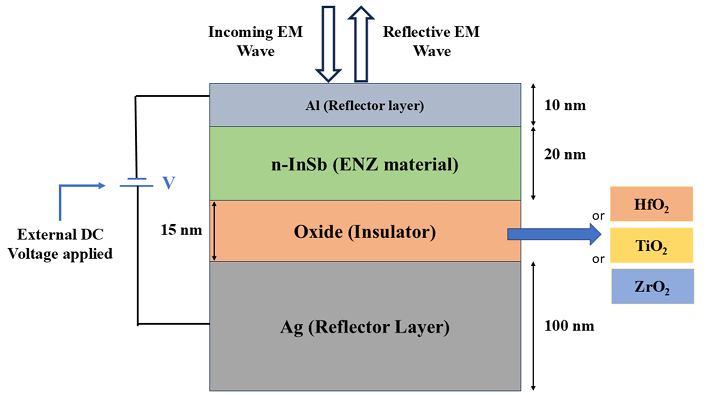 Incoming EM
Wave
Reflective EM
Wave
Al (Reflector layer)
10 nm
n-InSb (ENZ material)
20 nm
V
External DC
Voltage applied
15 nm
Oxide (Insulator)
or
HfO₂
or
TiO₂
ZrO₂
Ag (Reflector Layer)
100 nm